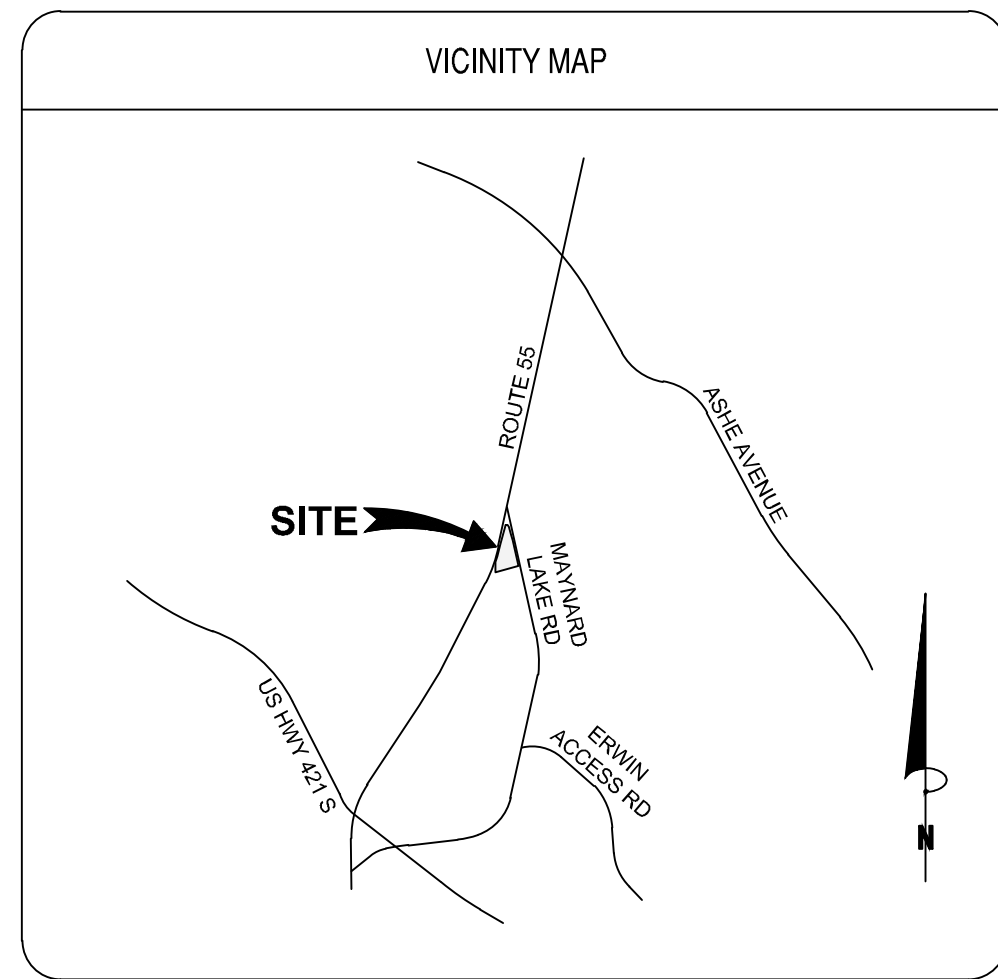 VICINITY MAP
ROUTE 55
ASHE AVENUE
SITE
MAYNARD
LAKE RD
US HWY 421 S
ERWIN
ACCESS RD
N